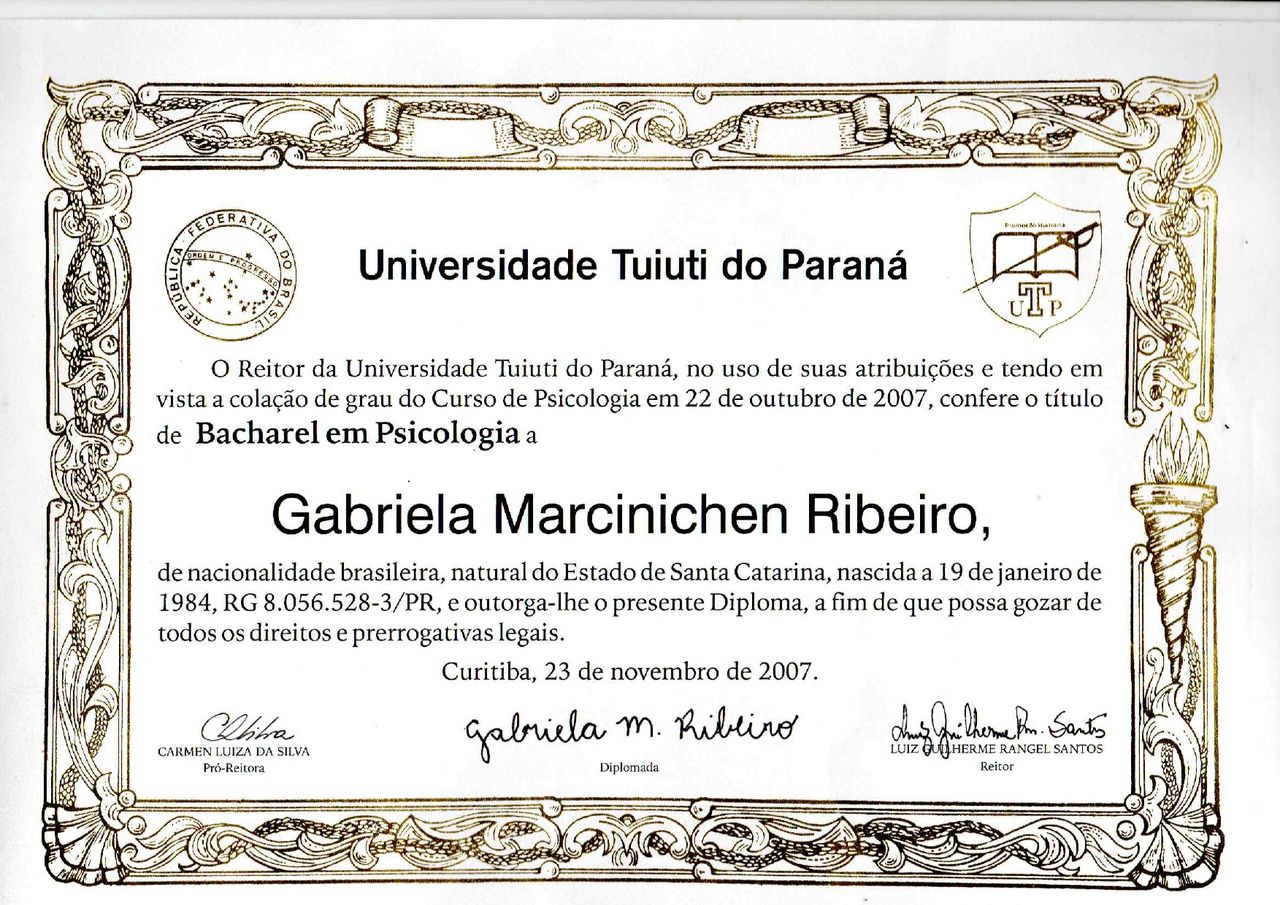 REPÚBLICA · FEDERATIVA DO BRASIL ·
ORDEM E PROGRESSO
Universidade Tuiuti do Paraná
Promoção Humana
UTP
O Reitor da Universidade Tuiuti do Paraná, no uso de suas atribuições e tendo em
vista a colação de grau do Curso de Psicologia em 22 de outubro de 2007, confere o título
de Bacharel em Psicologia a
Gabriela Marcinichen Ribeiro,
de nacionalidade brasileira, natural do Estado de Santa Catarina, nascida a 19 de janeiro de
1984, RG 8.056.528-3/PR, e outorga-lhe o presente Diploma, a fim de que possa gozar de
todos os direitos e prerrogativas legais.
Curitiba, 23 de novembro de 2007.
CARMEN LUIZA DA SILVA
Pró-Reitora
Gabriela M. Ribeiro
Diplomada
Luiz Guilherme Rn. Santos
LUIZ GUILHERME RANGEL SANTOS
Reitor